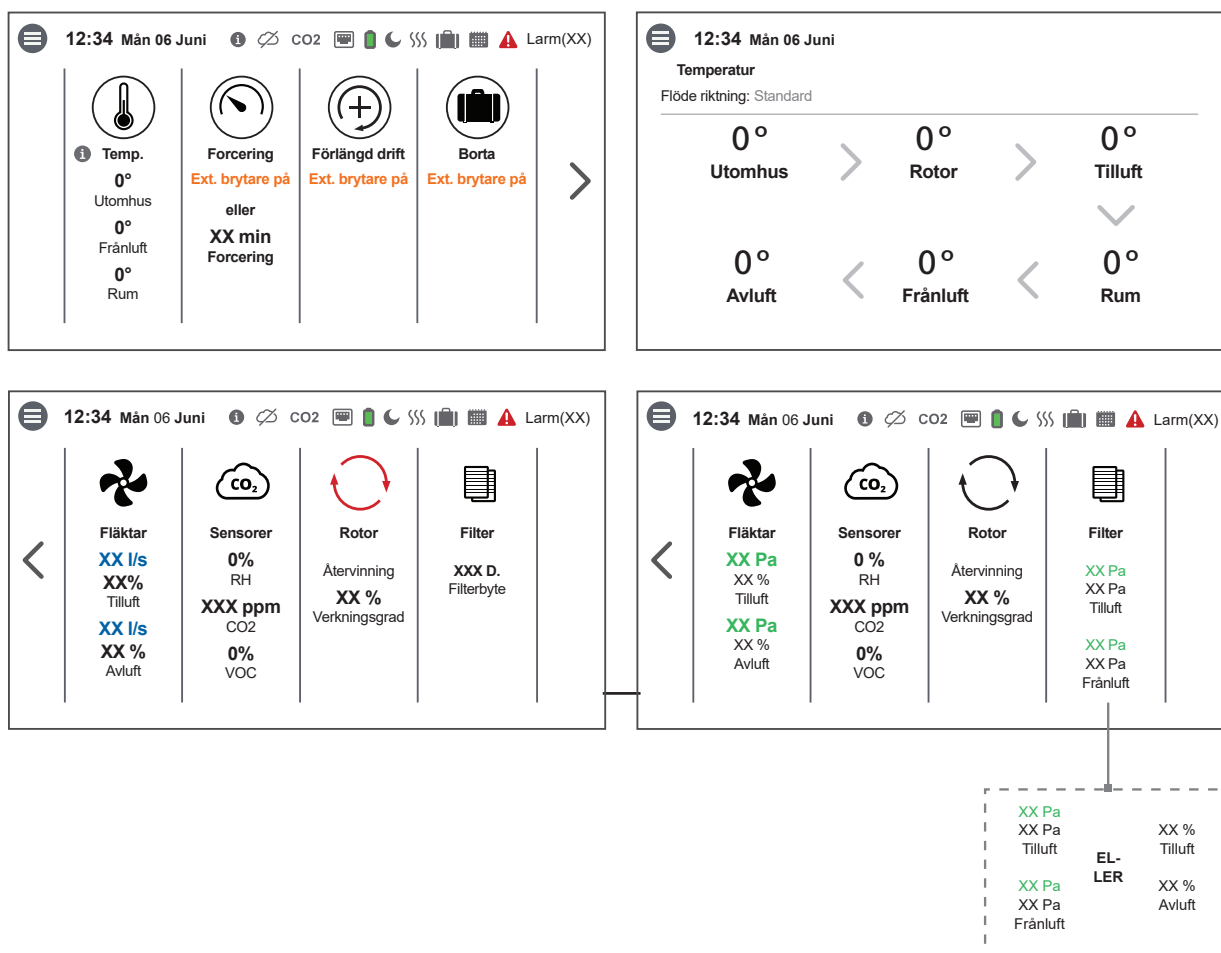 12:34 Mån 06 Juni CO2 Larm(XX)
Temp.
0°
Utomhus
0°
Frånluft
0°
Rum
Forcering
Ext. brytare på
eller
XX min
Forcering
Förlängd drift
Ext. brytare på
Borta
Ext. brytare på
12:34 Mån 06 Juni
Temperatur
Flöde riktning: Standard
0° 0° 0°
Utomhus Rotor Tilluft
0° 0° 0°
Avluft Frånluft Rum
12:34 Mån 06 Juni CO2 Larm(XX)
Fläktar
XX l/s
XX%
Tilluft
XX l/s
XX %
Avluft
CO₂
Sensorer
0%
RH
XXX ppm
CO2
0%
VOC
Rotor
Återvinning
XX %
Verkningsgrad
Filter
XXX D.
Filterbyte
12:34 Mån 06 Juni CO2 Larm(XX)
Fläktar
XX Pa
XX %
Tilluft
XX Pa
XX %
Avluft
CO₂
Sensorer
0 %
RH
XXX ppm
CO2
0%
VOC
Rotor
Återvinning
XX %
Verkningsgrad
Filter
XX Pa
XX Pa
Tilluft
XX Pa
XX Pa
Frånluft
XX Pa
XX Pa
Tilluft
XX Pa
XX Pa
Frånluft
EL-
LER
XX %
Tilluft
XX %
Avluft